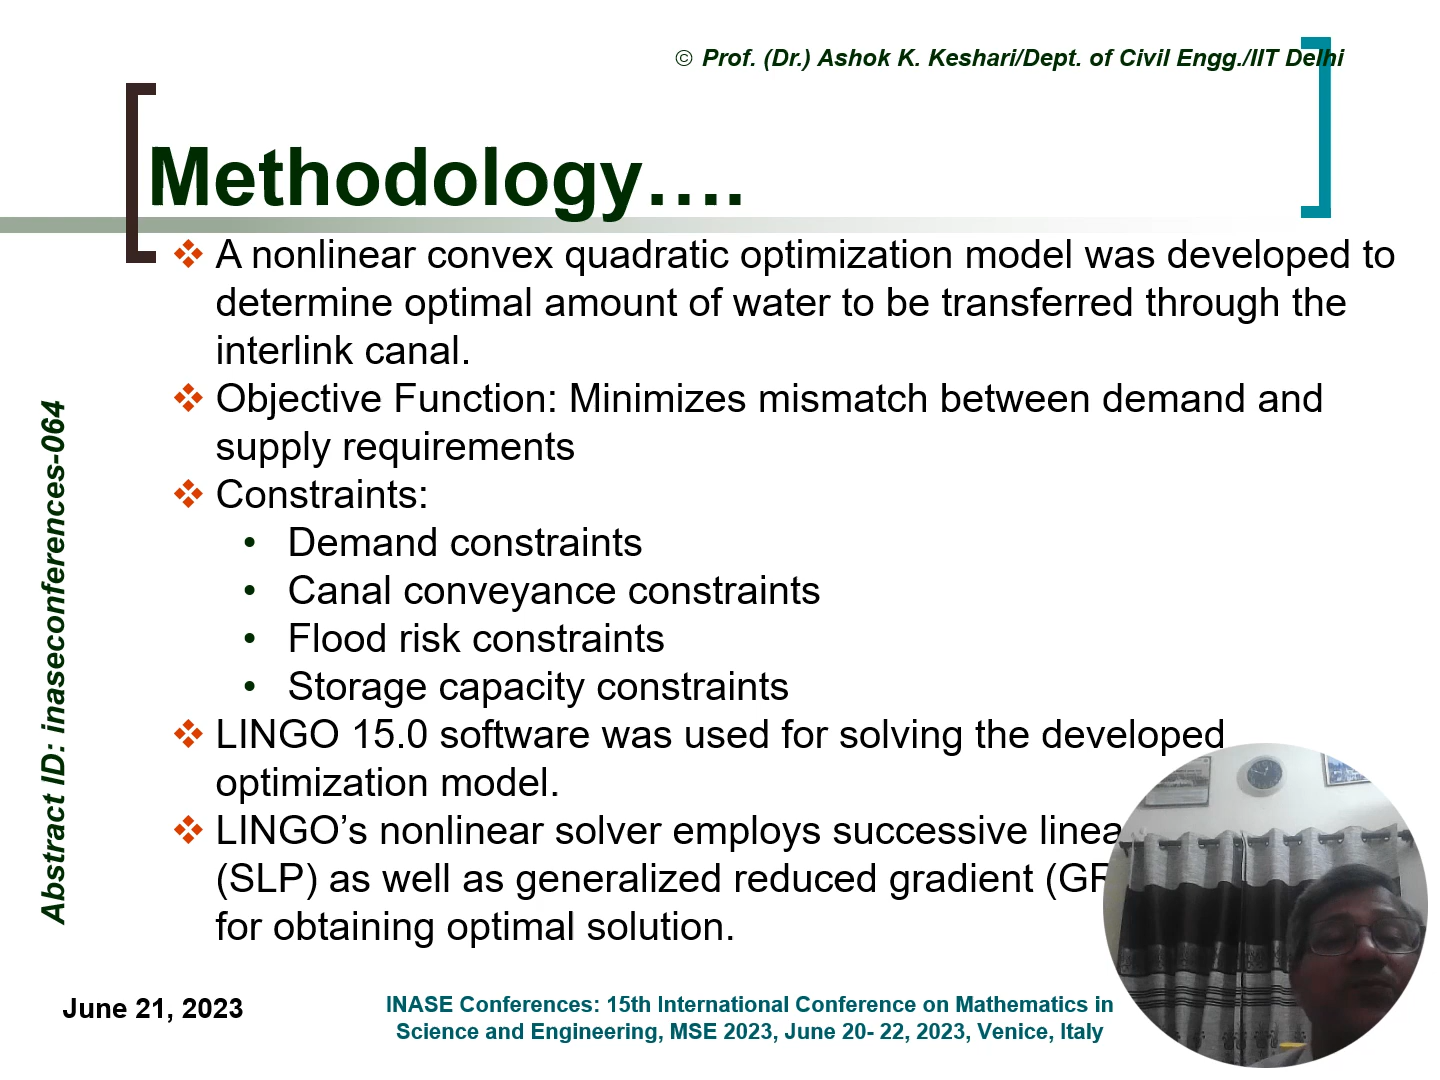 © Prof. (Dr.) Ashok K. Keshari/Dept. of Civil Engg./IIT Delhi
Methodology….
A nonlinear convex quadratic optimization model was developed to
determine optimal amount of water to be transferred through the
interlink canal.
Objective Function: Minimizes mismatch between demand and
supply requirements
Constraints:
• Demand constraints
• Canal conveyance constraints
• Flood risk constraints
• Storage capacity constraints
LINGO 15.0 software was used for solving the developed
optimization model.
LINGO’s nonlinear solver employs successive
(SLP) as well as generalized reduced gradient
for obtaining optimal solution.
Abstract ID: inaseconferences-064
June 21, 2023
INASE Conferences: 15th International Conference on Mathematics in
Science and Engineering, MSE 2023, June 20- 22, 2023, Venice, Italy